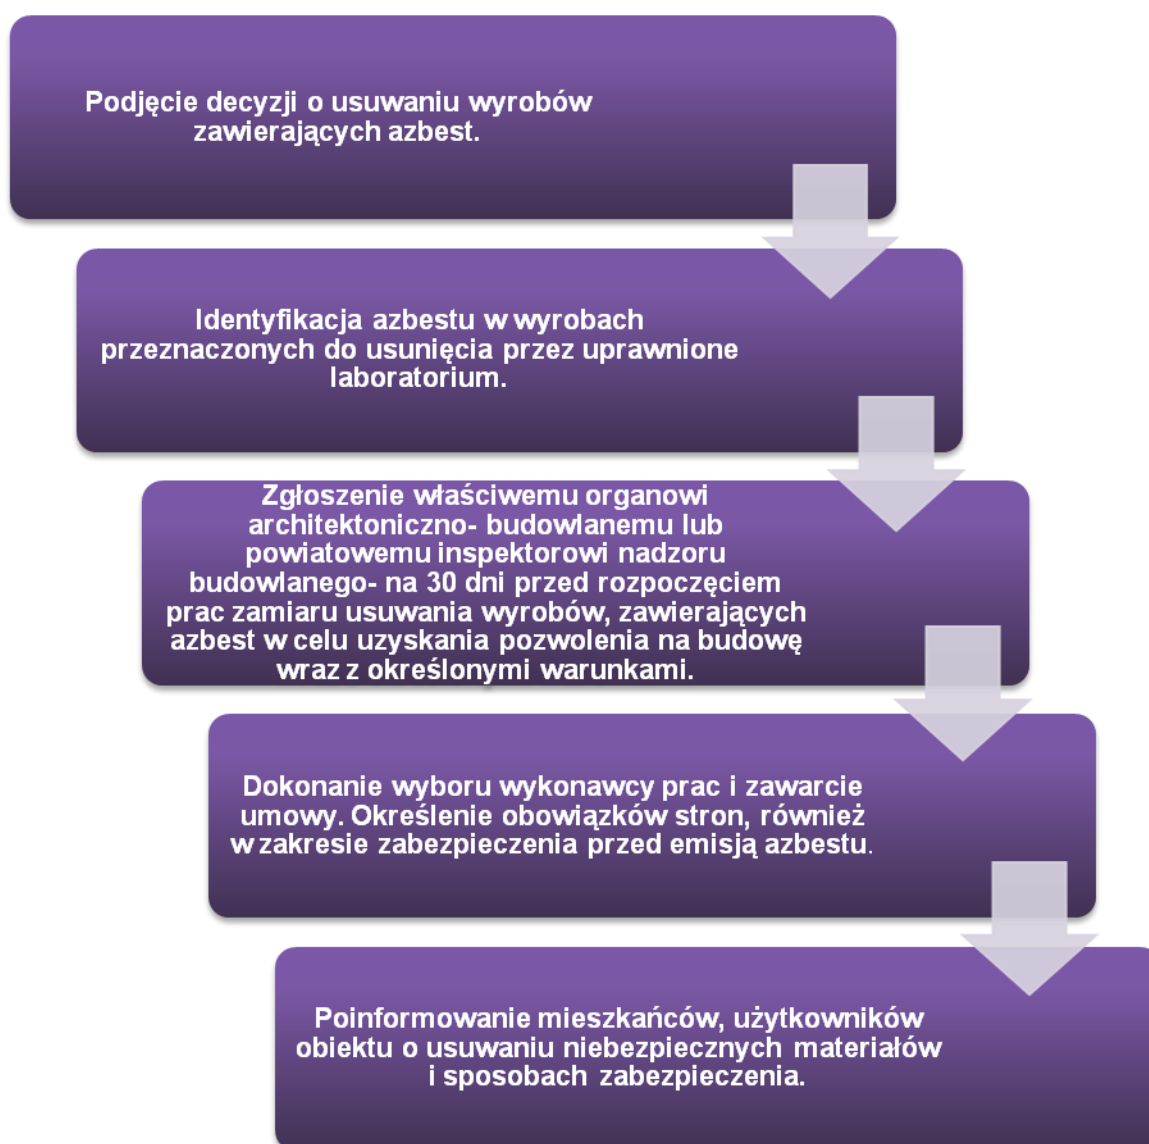 Podjęcie decyzji o usuwaniu wyrobów
zawierających azbest.
Identyfikacja azbestu w wyrobach
przeznaczonych do usunięcia przez uprawnione
laboratorium.
Zgłoszenie właściwemu organowi
architektoniczno- budowlanemu lub
powiatowemu inspektorowi nadzoru
budowlanego- na 30 dni przed rozpoczęciem
prac zamiaru usuwania wyrobów, zawierających
azbest w celu uzyskania pozwolenia na budowę
wraz z określonymi warunkami.
Dokonanie wyboru wykonawcy prac i zawarcie
umowy. Określenie obowiązków stron, również
w zakresie zabezpieczenia przed emisją azbestu.
Poinformowanie mieszkańców, użytkowników
obiektu o usuwaniu niebezpiecznych materiałów
i sposobach zabezpieczenia.